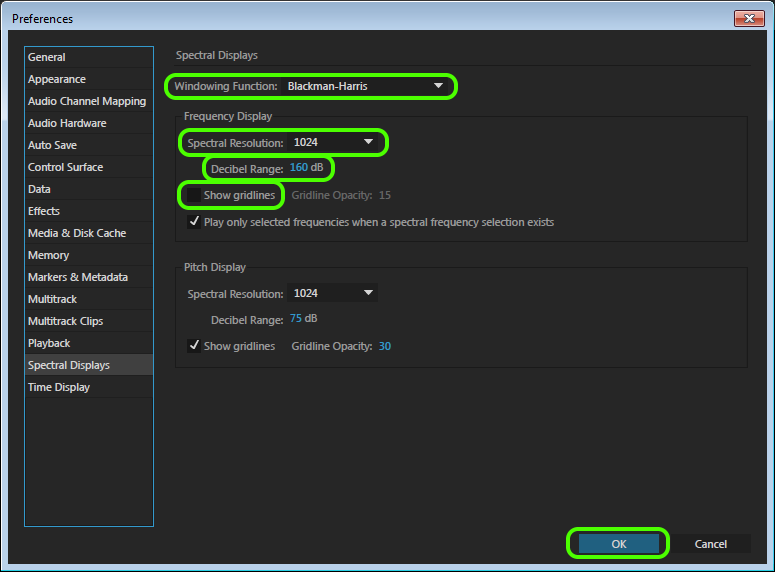 Preferences
General
Appearance
Audio Channel Mapping
Audio Hardware
Auto Save
Control Surface
Data
Effects
Media & Disk Cache
Memory
Markers & Metadata
Multitrack
Multitrack Clips
Playback
Spectral Displays
Time Display
Spectral Displays
Windowing Function: Blackman-Harris
Frequency Display
Spectral Resolution: 1024
Decibel Range: 160 dB
Show gridlines Gridline Opacity: 15
Play only selected frequencies when a spectral frequency selection exists
Pitch Display
Spectral Resolution: 1024
Decibel Range: 75 dB
Show gridlines Gridline Opacity: 30
OK Cancel